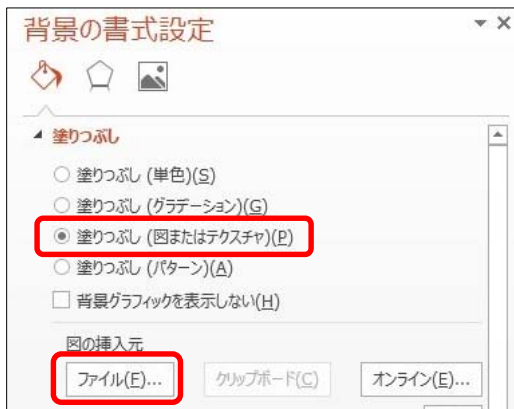 背景の書式設定
塗りつぶし
塗りつぶし (単色)(S)
塗りつぶし (グラデーション)(G)
塗りつぶし (図またはテクスチャ)(P)
塗りつぶし (パターン)(A)
背景グラフィックを表示しない(H)
図の挿入元
ファイル(F)... クリップボード(C) オンライン(E)...